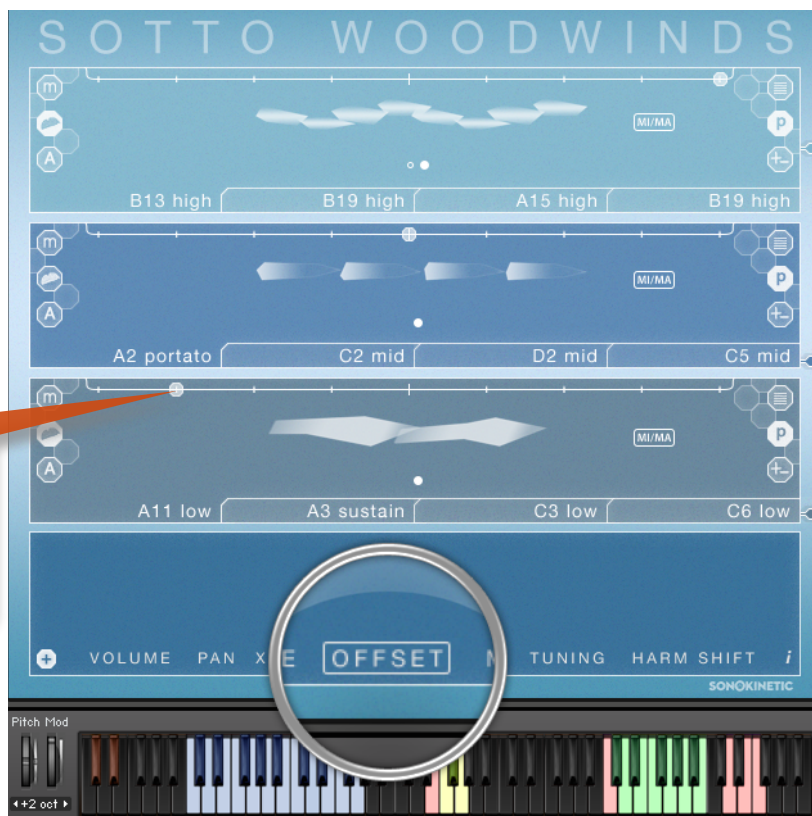 SOTTO WOODWINDS
m
MI/MA
p
A
+-
B13 high B19 high A15 high B19 high
m
MI/MA
p
A
+-
A2 portato C2 mid D2 mid C5 mid
m
MI/MA
p
A
+-
A11 low A3 sustain C3 low C6 low
+ VOLUME PAN X E OFFSET TUNING HARM SHIFT i
SONOKINETIC
Pitch Mod
+2 oct